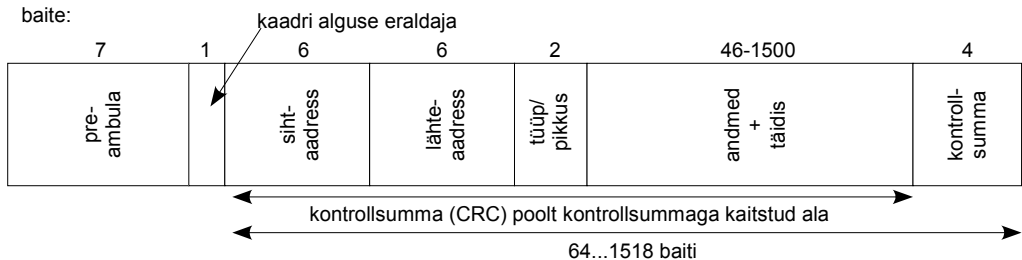 baite:
kaadri alguse eraldaja
7 1 6 6 2 46-1500 4
pre-
ambula
siht-
aadress
lähte-
aadress
tüüp/
pikkus
andmed
+
täidis
kontroll-
summa
kontrollsumma (CRC) poolt kontrollsummaga kaitstud ala
64...1518 baiti